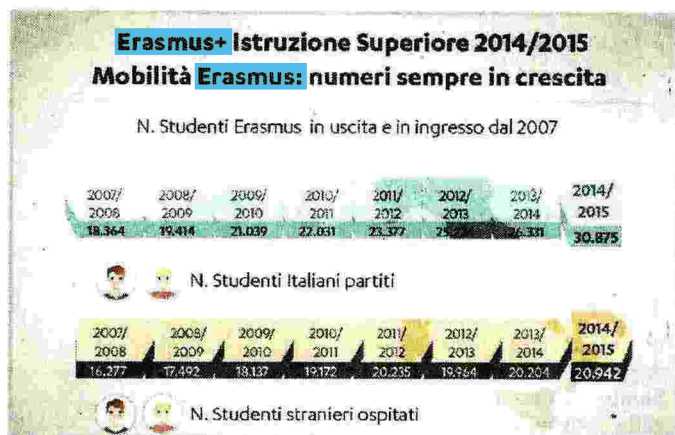 Erasmus+ Istruzione Superiore 2014/2015
Mobilità Erasmus: numeri sempre in crescita
N. Studenti Erasmus in uscita e in ingresso dal 2007
2007/ 2008/ 2009/ 2010/ 2011/ 2012/ 2013/ 2014/
2008 2009 2010 2011 2012 2013 2014 2015
18.364 19.414 21.039 22.031 23.377 26.331 30.875
N. Studenti Italiani partiti
2007/ 2008/ 2009/ 2010/ 2011/ 2012/ 2013/ 2014/
2008 2009 2010 2011 2012 2013 2014 2015
16.277 17.492 18.137 19.172 20.235 19.964 20.204 20.942
N. Studenti stranieri ospitati